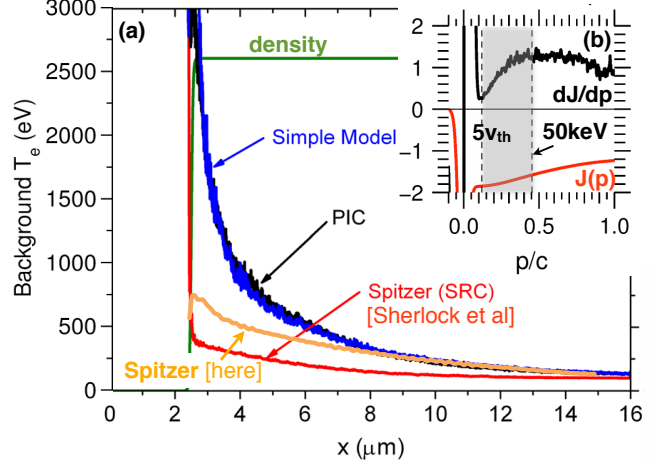 (a)
density
Simple Model
PIC
Spitzer (SRC)
[Sherlock et al]
Spitzer [here]
Background Te (eV)
3000
2500
2000
1500
1000
500
0
0 2 4 6 8 10 12 14 16
x (μm)
(b)
dJ/dp
5vth
50keV
J(p)
2
1
0
−1
−2
0.0 0.5 1.0
p/c